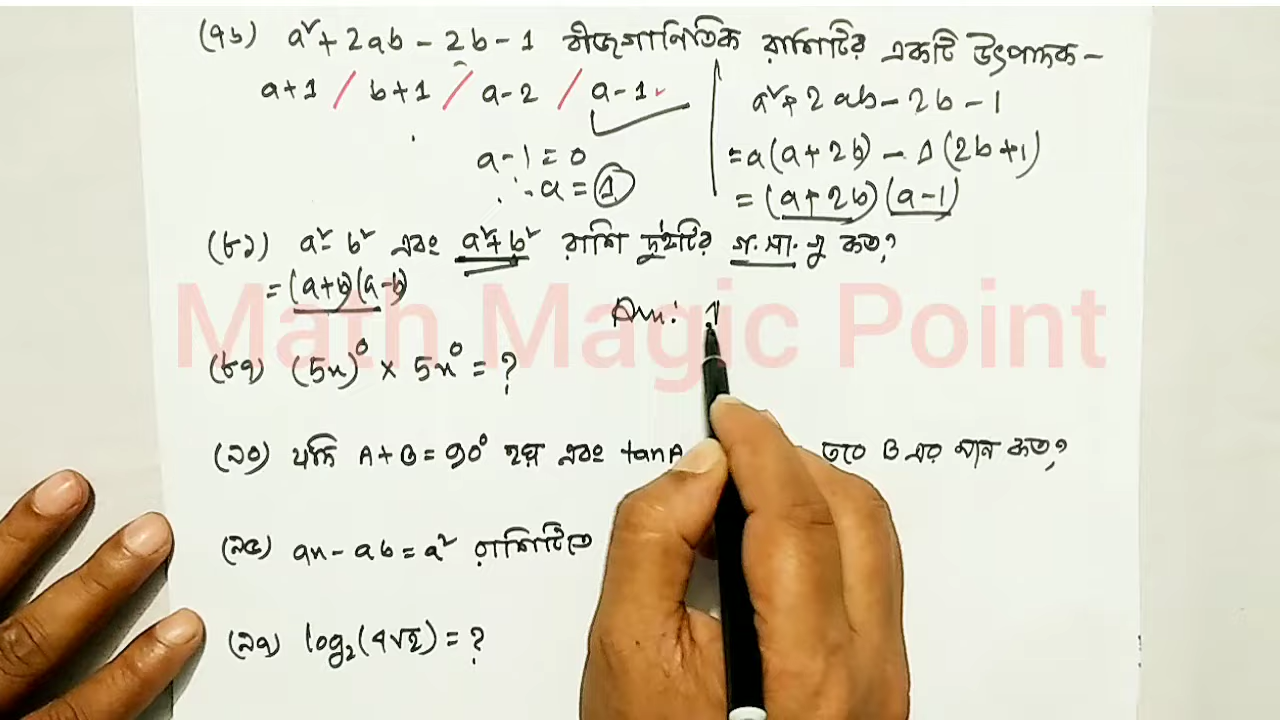 (৭৬) a² + 2ab - 2b - 1 বীজগাণিতিক রাশিটির একটি উৎপাদক -
a+1 / b+1 / a-2 / a-1
a² + 2ab - 2b - 1
a-1=0
= a(a+2b) - 1(2b+1)
∴ a = 1
= (a+2b)(a-1)
(৮১) a² - b² এবং a² + b² রাশি দুইটির গ.সা.গু কত?
= (a+b)(a-b)
Ans: 1
Math Magic Point
(৮৭) (5x)⁰ × 5x⁰ = ?
(৯০) যদি A+B=90° হয় এবং tanA তবে B এর মান কত?
(৯৫) ax - ab = a² রাশিটিতে
(৯৭) log₂(4√2) = ?